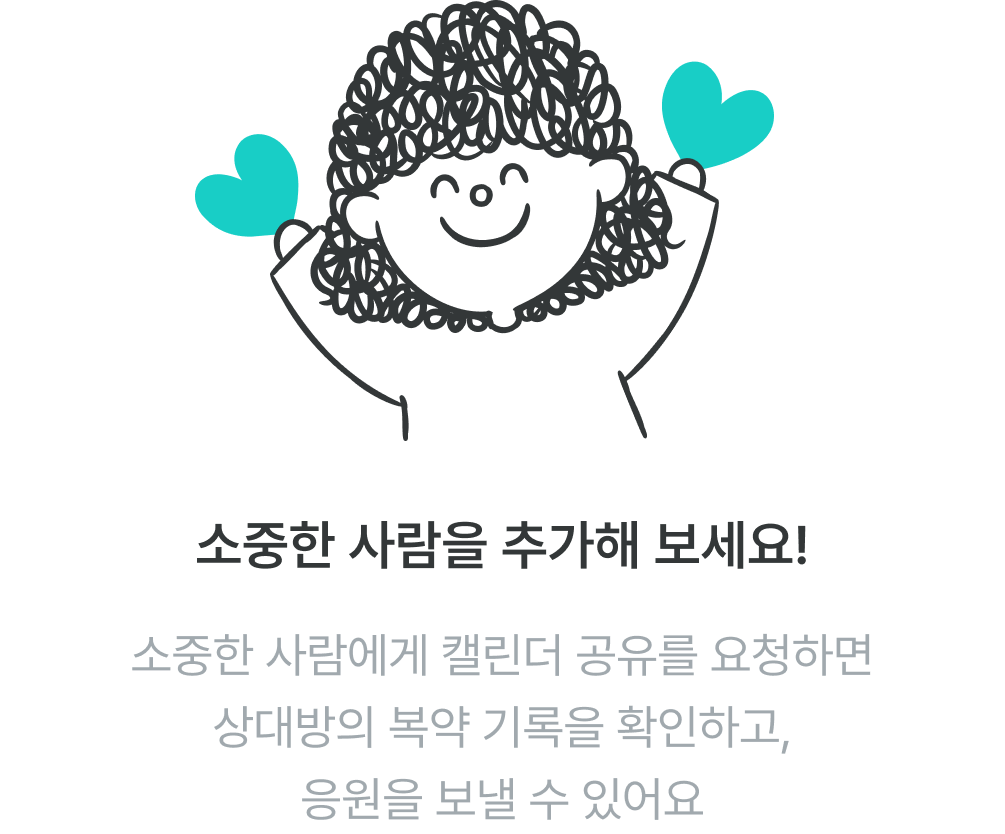 소중한 사람을 추가해 보세요!
소중한 사람에게 캘린더 공유를 요청하면
상대방의 복약 기록을 확인하고,
응원을 보낼 수 있어요